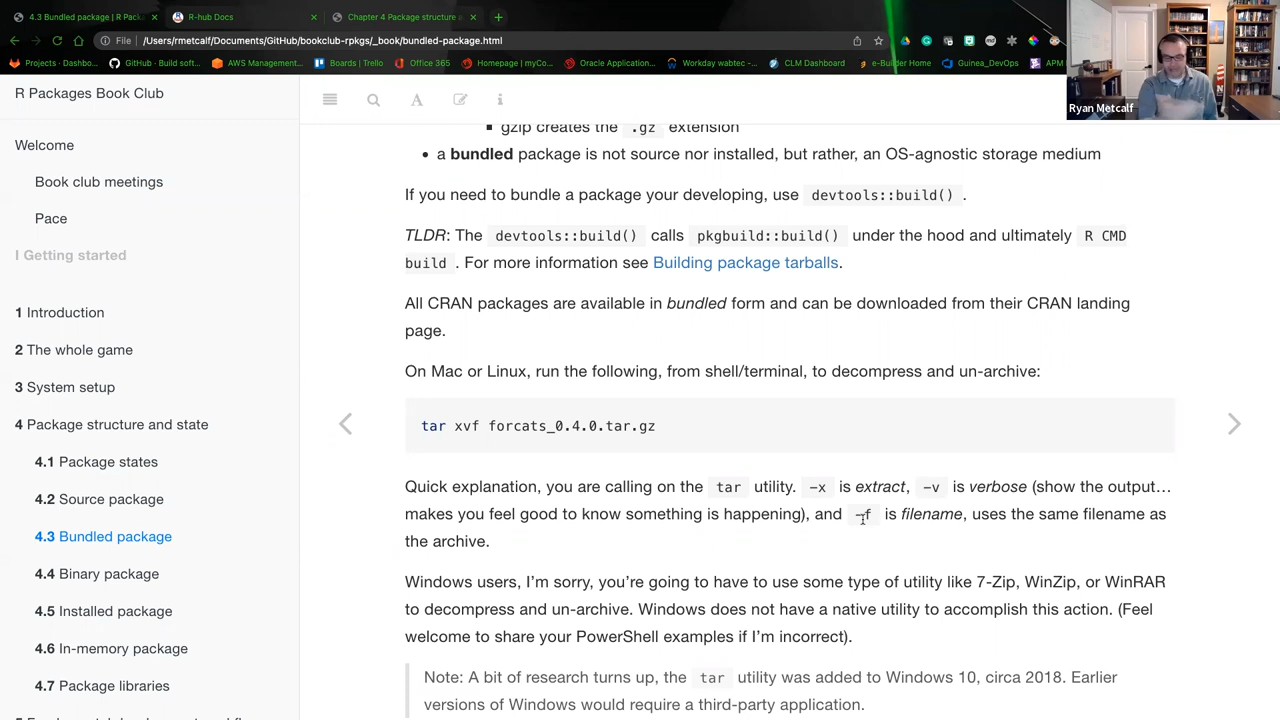 4.3 Bundled package | R Pack
R-hub Docs
Chapter 4 Package structure a
File
/Users/rmetcalf/Documents/GitHub/bookclub-rpkgs/_book/bundled-package.html
Projects - Dashbo...
GitHub · Build soft...
AWS Management...
Boards | Trello
Office 365
Homepage | myCo...
Oracle Application...
Workday wabtec -...
CLM Dashboard
e-Builder Home
Guinea_DevOps
APM
Ryan Metcalf
R Packages Book Club
Welcome
Book club meetings
Pace
I Getting started
1 Introduction
2 The whole game
3 System setup
4 Package structure and state
4.1 Package states
4.2 Source package
4.3 Bundled package
4.4 Binary package
4.5 Installed package
4.6 In-memory package
4.7 Package libraries
gzip creates the .gz extension
• a bundled package is not source nor installed, but rather, an OS-agnostic storage medium
If you need to bundle a package your developing, use devtools::build() .
TLDR: The devtools::build() calls pkgbuild::build() under the hood and ultimately R CMD
build . For more information see Building package tarballs.
All CRAN packages are available in bundled form and can be downloaded from their CRAN landing
page.
On Mac or Linux, run the following, from shell/terminal, to decompress and un-archive:
tar xvf forcats_0.4.0.tar.gz
Quick explanation, you are calling on the tar utility. -x is extract, -v is verbose (show the output…
makes you feel good to know something is happening), and -f is filename, uses the same filename as
the archive.
Windows users, I'm sorry, you're going to have to use some type of utility like 7-Zip, WinZip, or WinRAR
to decompress and un-archive. Windows does not have a native utility to accomplish this action. (Feel
welcome to share your PowerShell examples if I'm incorrect).
Note: A bit of research turns up, the tar utility was added to Windows 10, circa 2018. Earlier
versions of Windows would require a third-party application.